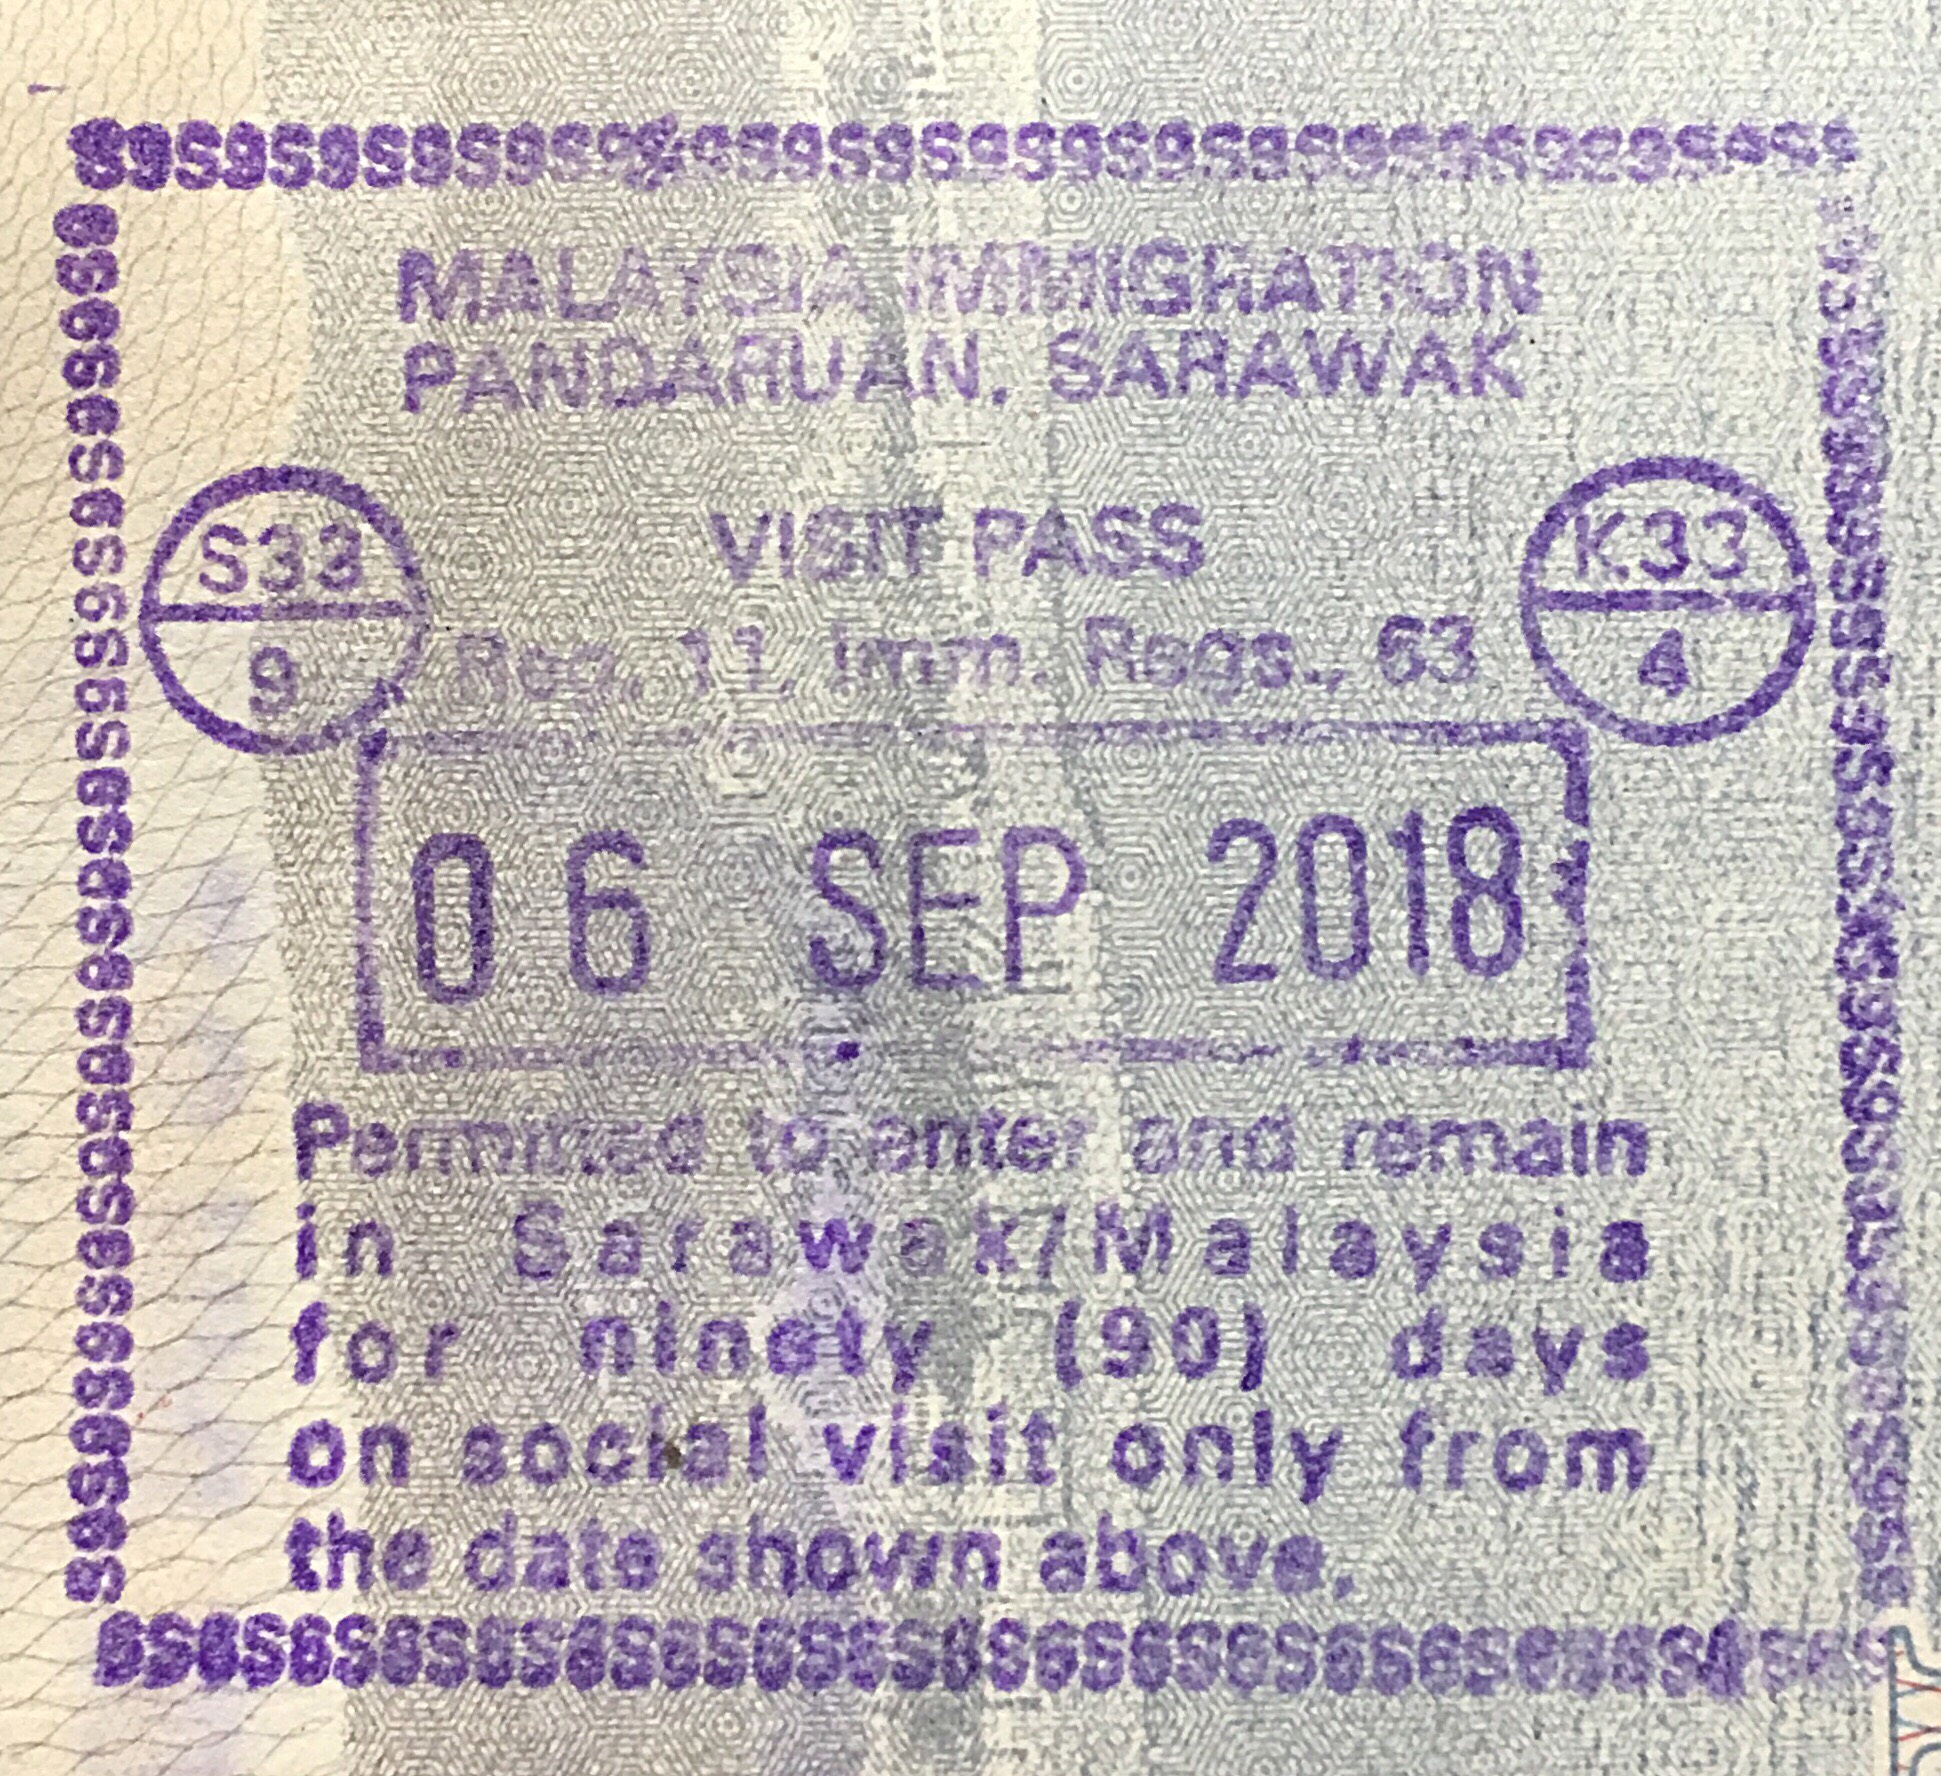 MALAYSIA IMMIGRATION
PANDARUAN, SARAWAK
VISIT PASS
S33
9
K33
4
Reg. 11, Imm. Regs., 63
06 SEP 2018
Permitted to enter and remain
in Sarawak/Malaysia
for ninety (90) days
on social visit only from
the date shown above.